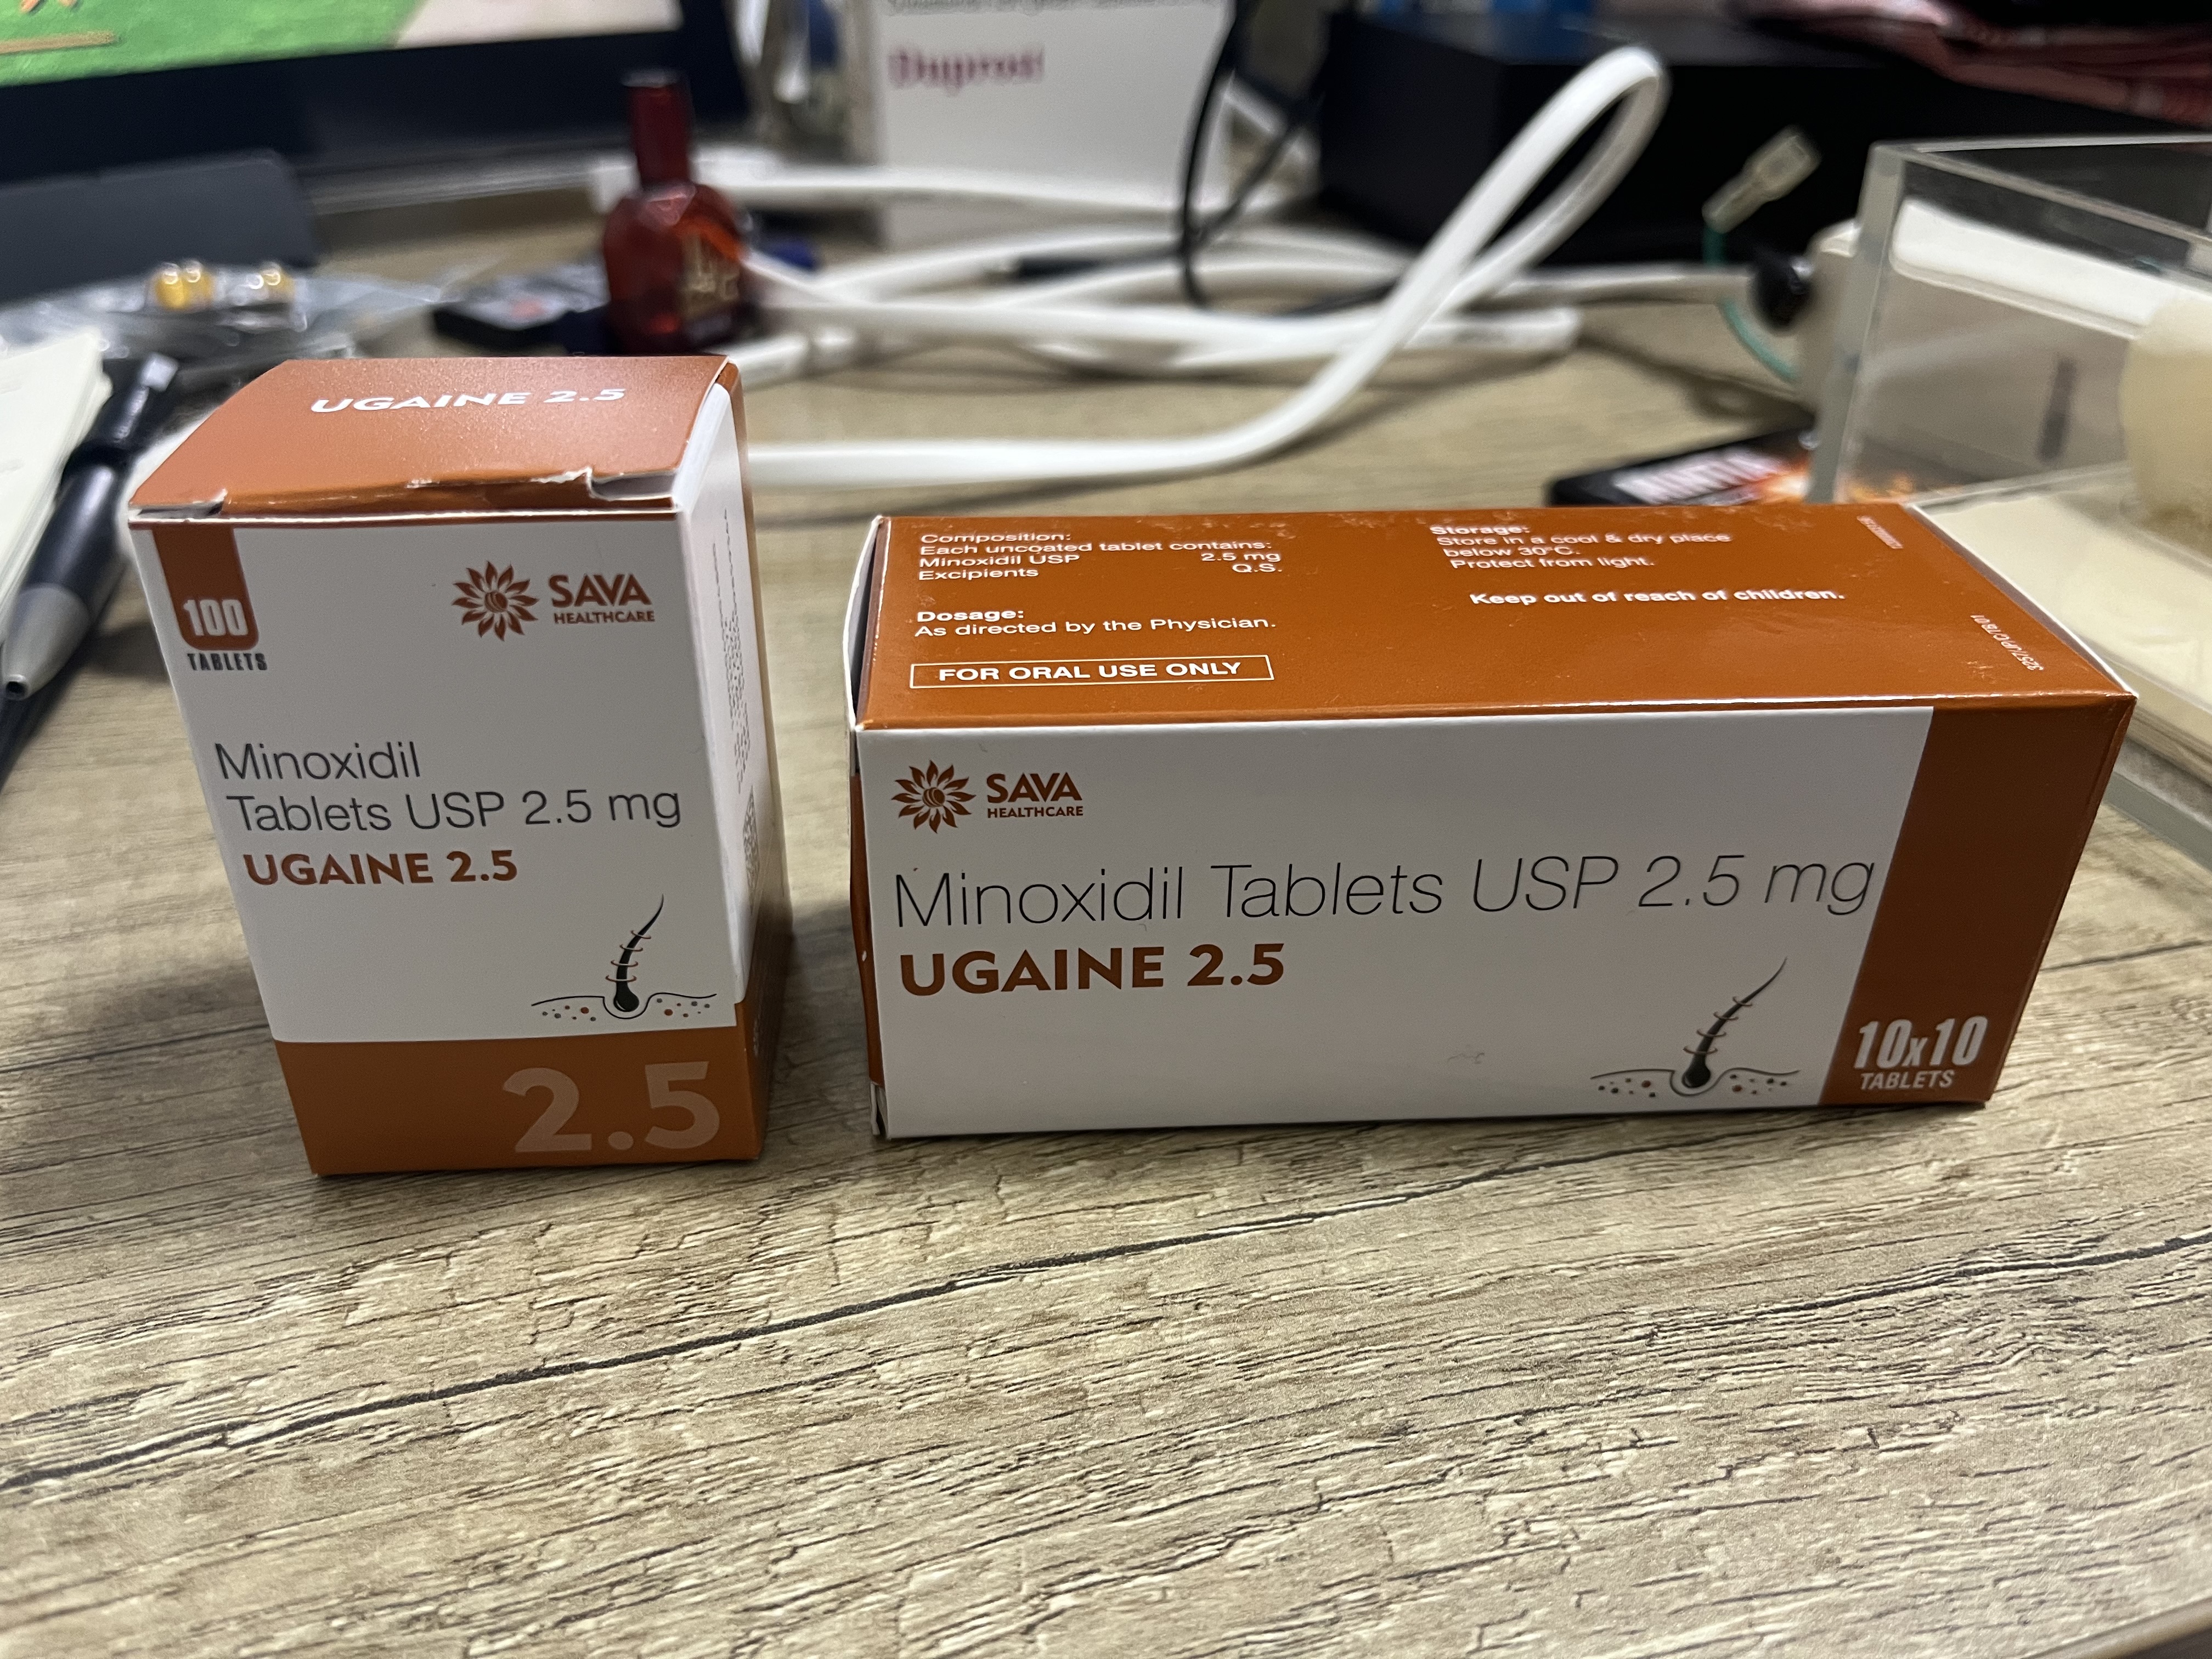 UGAINE 2.5
100
TABLETS
SAVA
HEALTHCARE
Minoxidil
Tablets USP 2.5 mg
UGAINE 2.5
2.5
Composition:
Each uncoated tablet contains:
Minoxidil USP 2.5 mg
Excipients Q.S.
Dosage:
As directed by the Physician.
FOR ORAL USE ONLY
Storage:
Store in a cool & dry place
below 30°C.
Protect from light.
Keep out of reach of children.
SAVA
HEALTHCARE
Minoxidil Tablets USP 2.5 mg
UGAINE 2.5
10x10
TABLETS